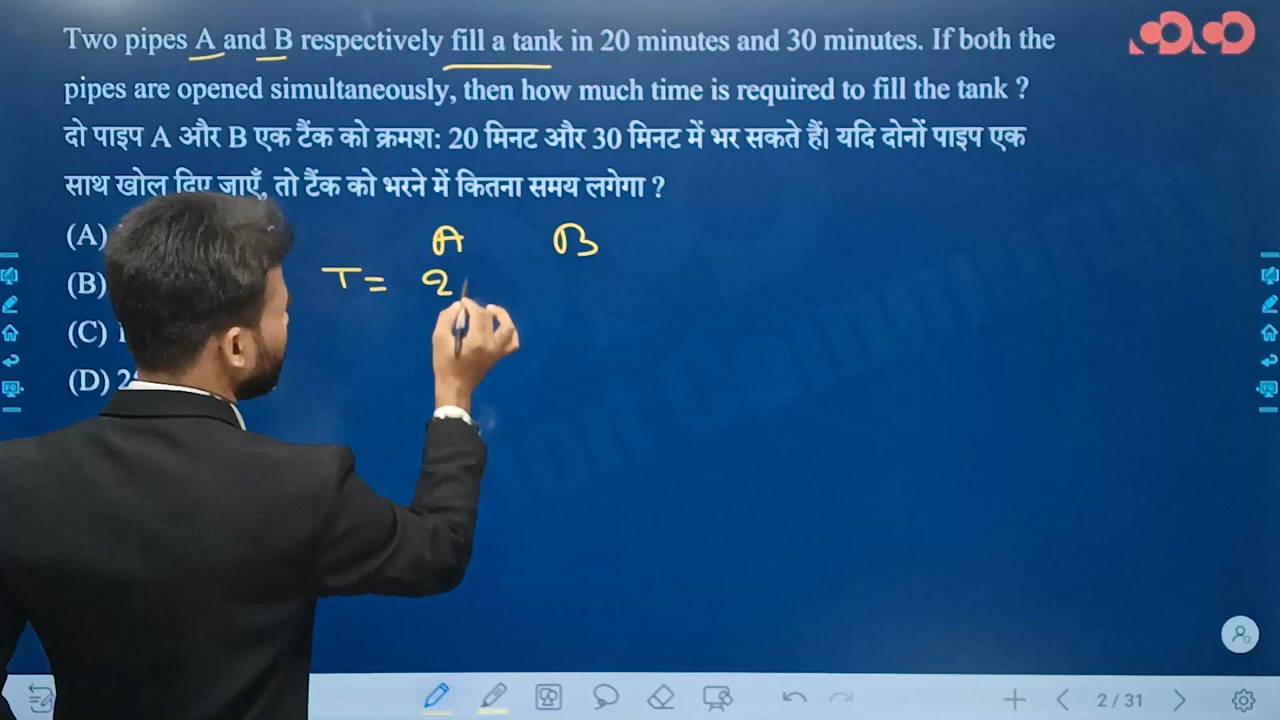 Two pipes A and B respectively fill a tank in 20 minutes and 30 minutes. If both the
pipes are opened simultaneously, then how much time is required to fill the tank ?
दो पाइप A और B एक टैंक को क्रमश: 20 मिनट और 30 मिनट में भर सकते हैं। यदि दोनों पाइप एक
साथ खोल दिए जाएँ, तो टैंक को भरने में कितना समय लगेगा ?
(A)
(B)
(C)
(D)
A B
T = 2
2 / 31